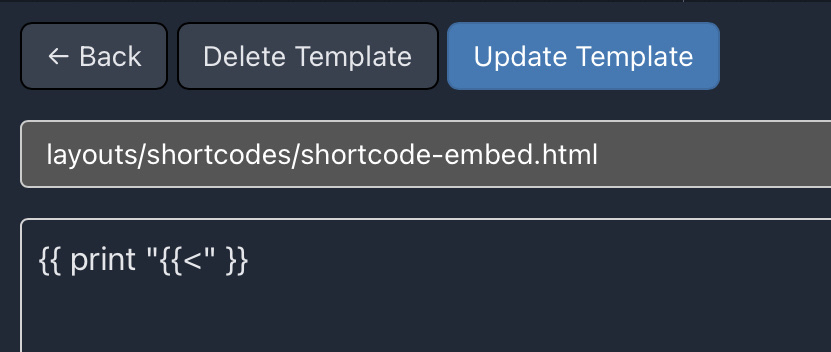 ← Back Delete Template Update Template
layouts/shortcodes/shortcode-embed.html
{{ print "{{<" }}